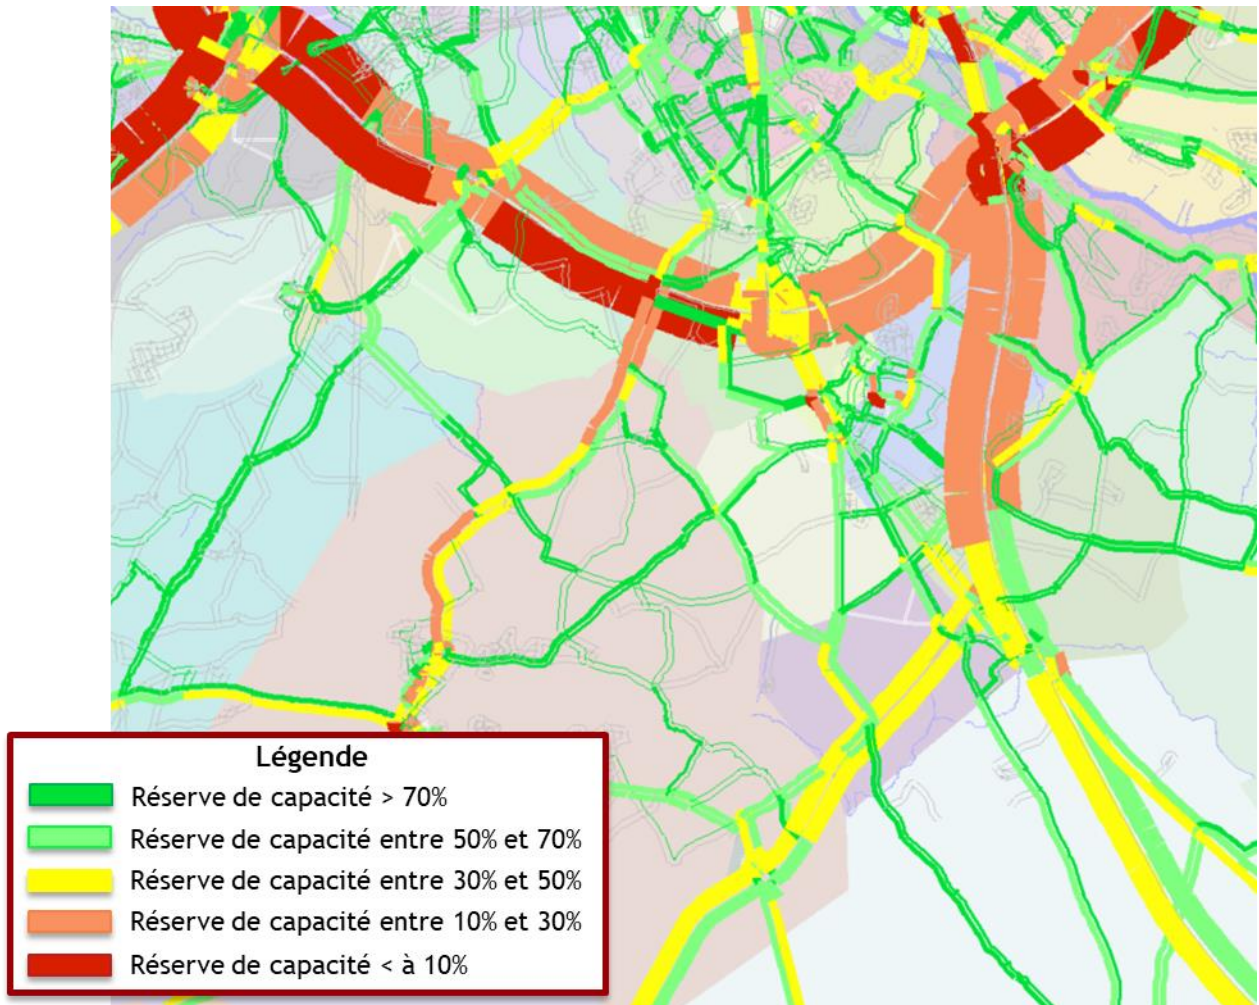 Légende
Réserve de capacité > 70%
Réserve de capacité entre 50% et 70%
Réserve de capacité entre 30% et 50%
Réserve de capacité entre 10% et 30%
Réserve de capacité < à 10%